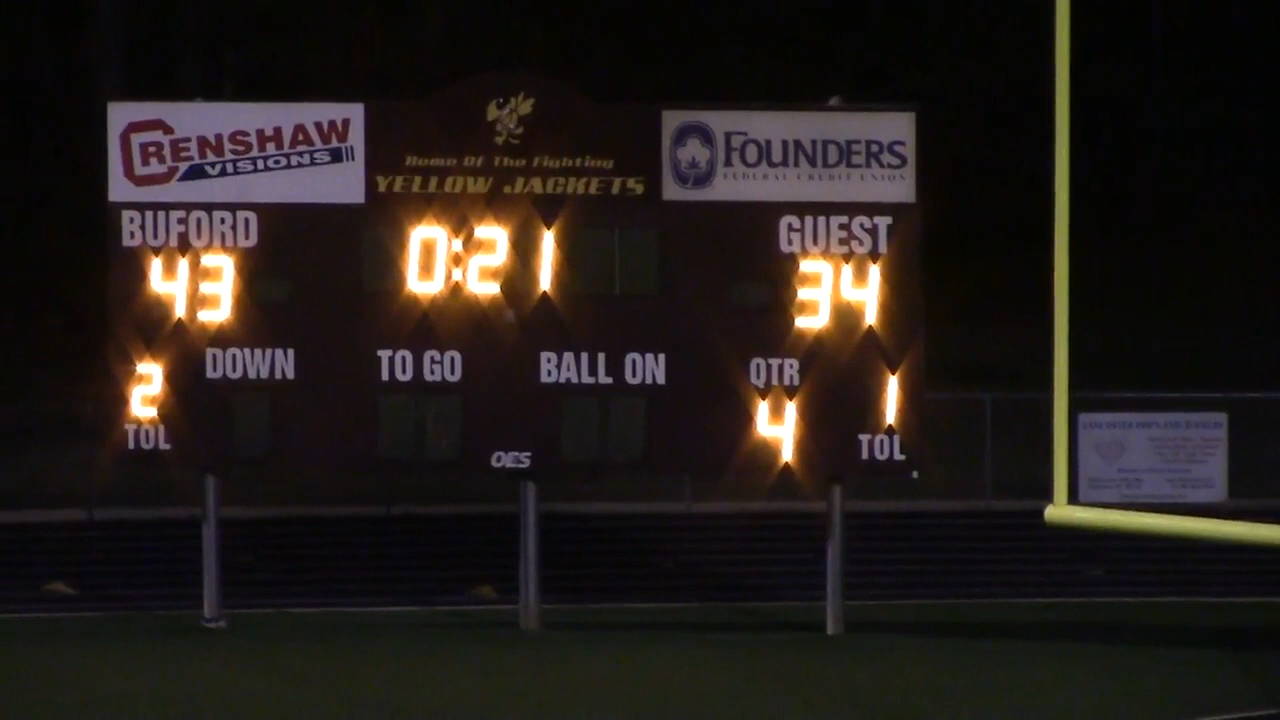 CRENSHAW
VISIONS
Home Of The Fighting
YELLOW JACKETS
FOUNDERS
FEDERAL CREDIT UNION
BUFORD
43
0:21
GUEST
34
DOWN
TO GO
BALL ON
QTR
2
TOL
4
1
TOL
OES